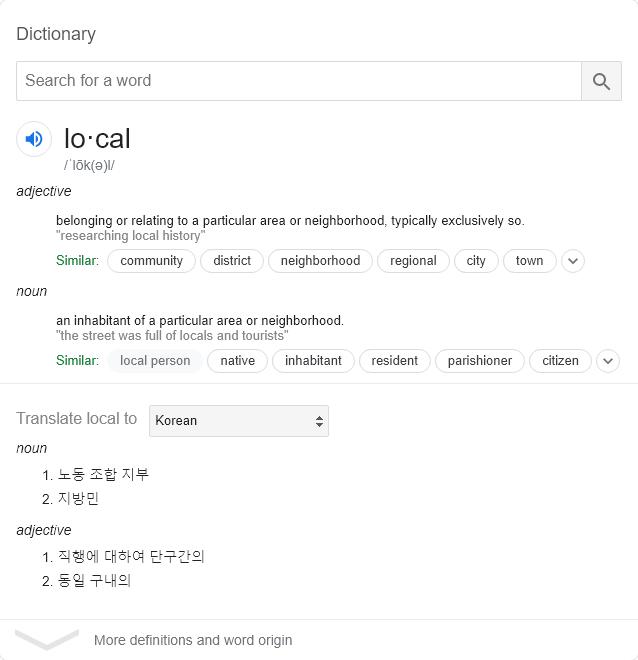 Dictionary
Search for a word
lo·cal
/ˈlōk(ə)l/
adjective
belonging or relating to a particular area or neighborhood, typically exclusively so.
"researching local history"
Similar: community district neighborhood regional city town
noun
an inhabitant of a particular area or neighborhood.
"the street was full of locals and tourists"
Similar: local person native inhabitant resident parishioner citizen
Translate local to Korean
noun
1. 노동 조합 지부
2. 지방민
adjective
1. 직행에 대하여 단구간의
2. 동일 구내의
More definitions and word origin